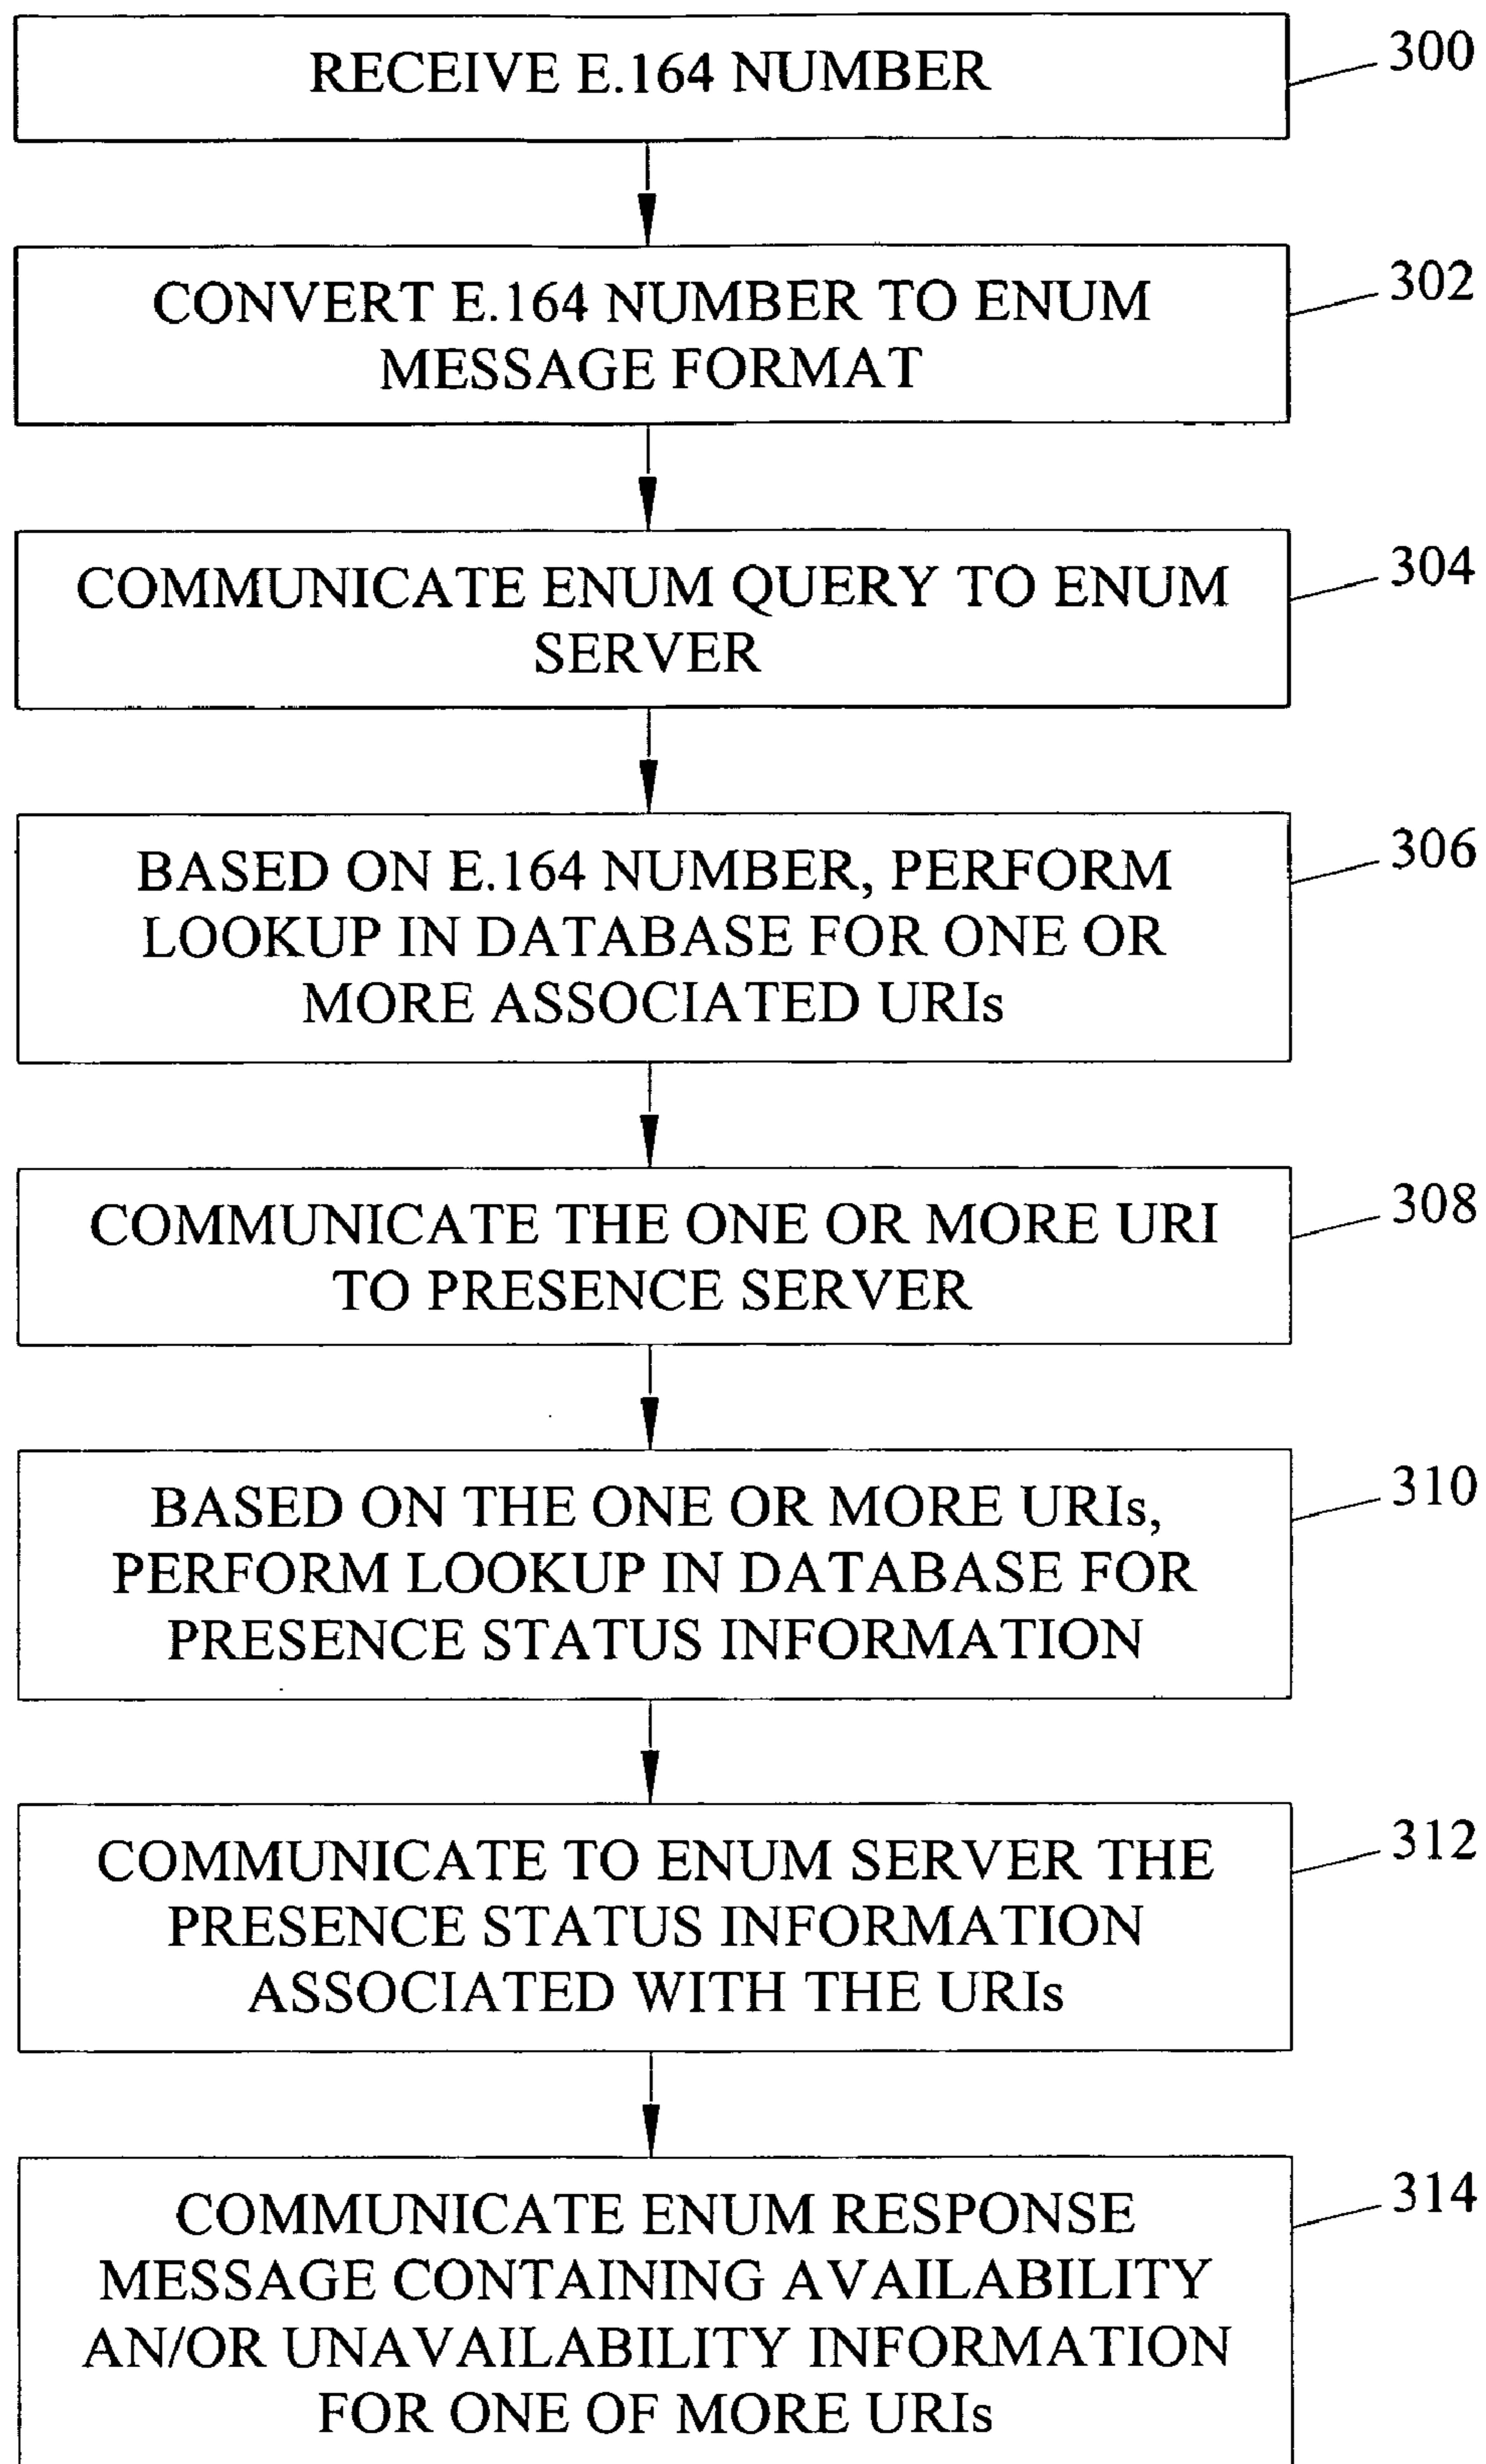 RECEIVE E.164 NUMBER
300
CONVERT E.164 NUMBER TO ENUM
MESSAGE FORMAT
302
COMMUNICATE ENUM QUERY TO ENUM
SERVER
304
BASED ON E.164 NUMBER, PERFORM
LOOKUP IN DATABASE FOR ONE OR
MORE ASSOCIATED URIs
306
COMMUNICATE THE ONE OR MORE URI
TO PRESENCE SERVER
308
BASED ON THE ONE OR MORE URIs,
PERFORM LOOKUP IN DATABASE FOR
PRESENCE STATUS INFORMATION
310
COMMUNICATE TO ENUM SERVER THE
PRESENCE STATUS INFORMATION
ASSOCIATED WITH THE URIs
312
COMMUNICATE ENUM RESPONSE
MESSAGE CONTAINING AVAILABILITY
AN/OR UNAVAILABILITY INFORMATION
FOR ONE OF MORE URIs
314